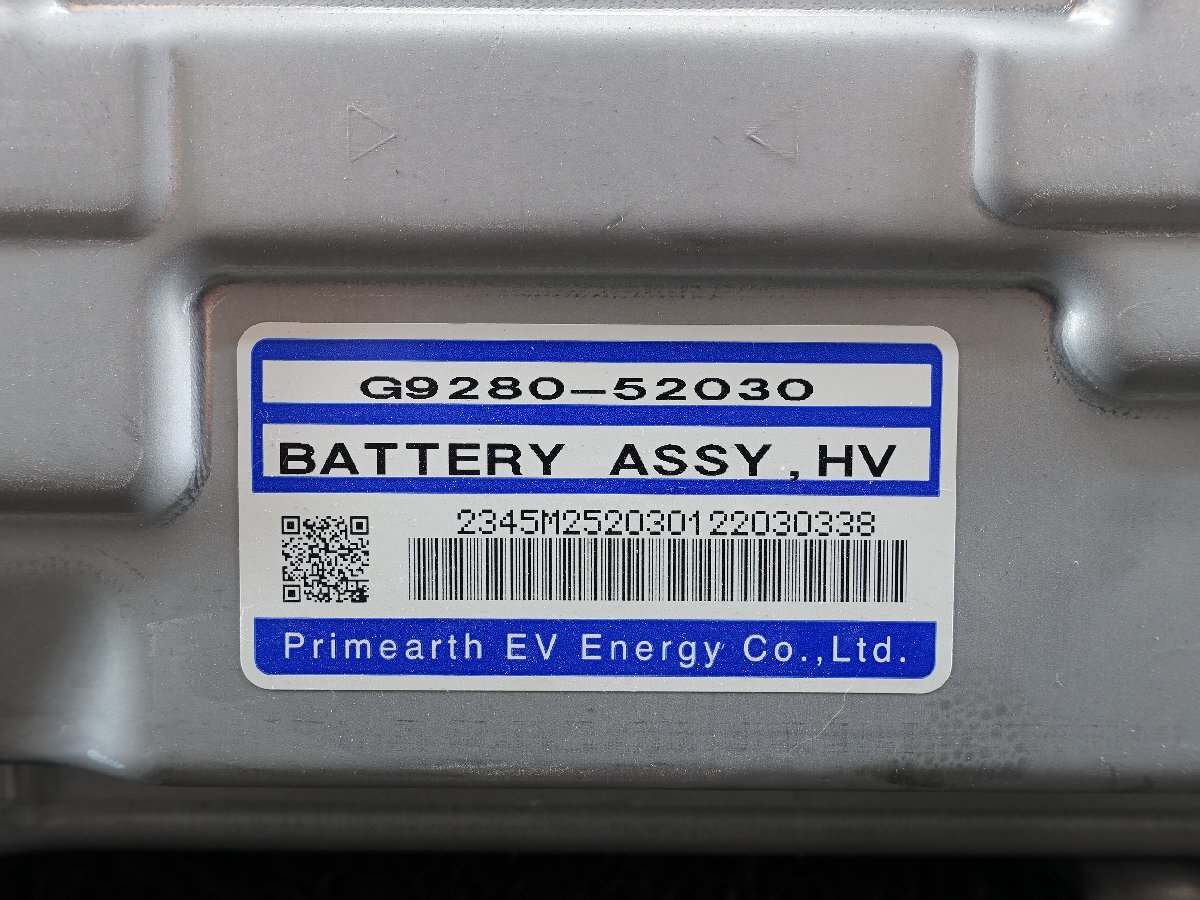 G9280-52030
BATTERY ASSY,HV
2345M252030122030338
Primearth EV Energy Co.,Ltd.